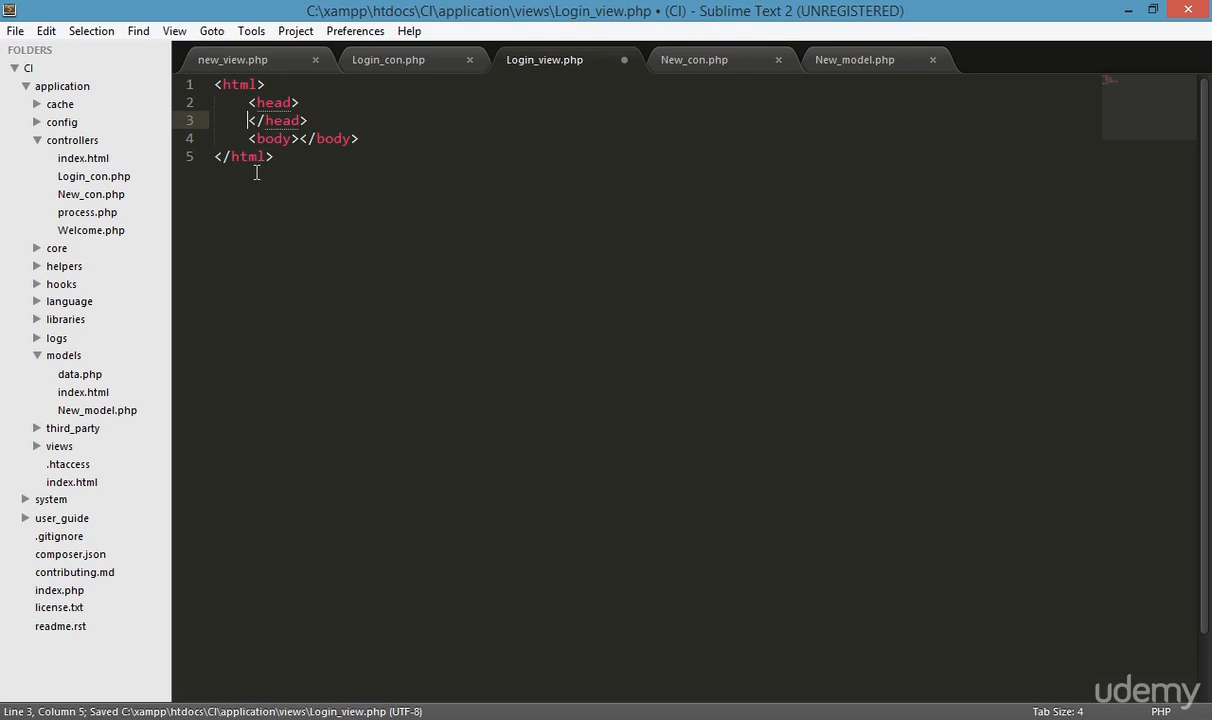 C:\xampp\htdocs\CI\application\views\Login_view.php • (CI) - Sublime Text 2 (UNREGISTERED)
File Edit Selection Find View Goto Tools Project Preferences Help
FOLDERS
CI
application
cache
config
controllers
index.html
Login_con.php
New_con.php
process.php
Welcome.php
core
helpers
hooks
language
libraries
logs
models
data.php
index.html
New_model.php
third_party
views
.htaccess
index.html
system
user_guide
.gitignore
composer.json
contributing.md
index.php
license.txt
readme.rst
new_view.php × Login_con.php × Login_view.php New_con.php × New_model.php ×
1 <html>
2 <head>
3 </head>
4 <body></body>
5 </html>
udemy
Line 3, Column 5; Saved C:\xampp\htdocs\CI\application\views\Login_view.php (UTF-8) Tab Size: 4 PHP